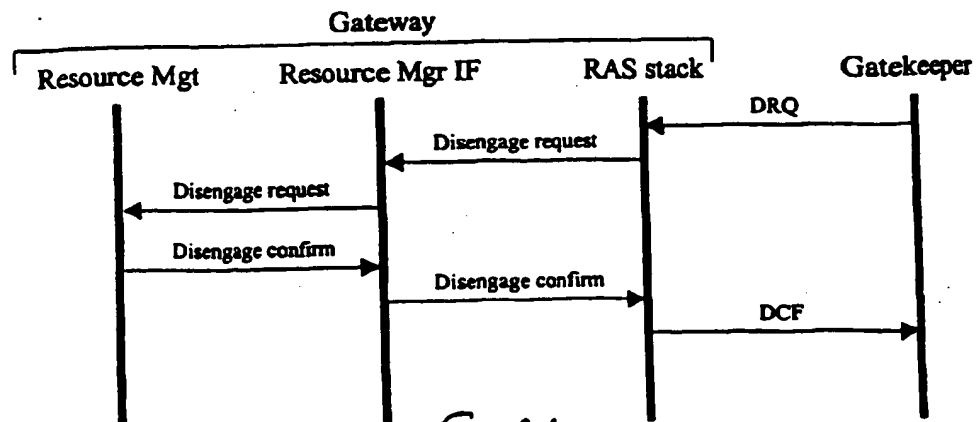 Gateway
Resource Mgt
Resource Mgr IF
RAS stack
Gatekeeper
DRQ
Disengage request
Disengage request
Disengage confirm
Disengage confirm
DCF